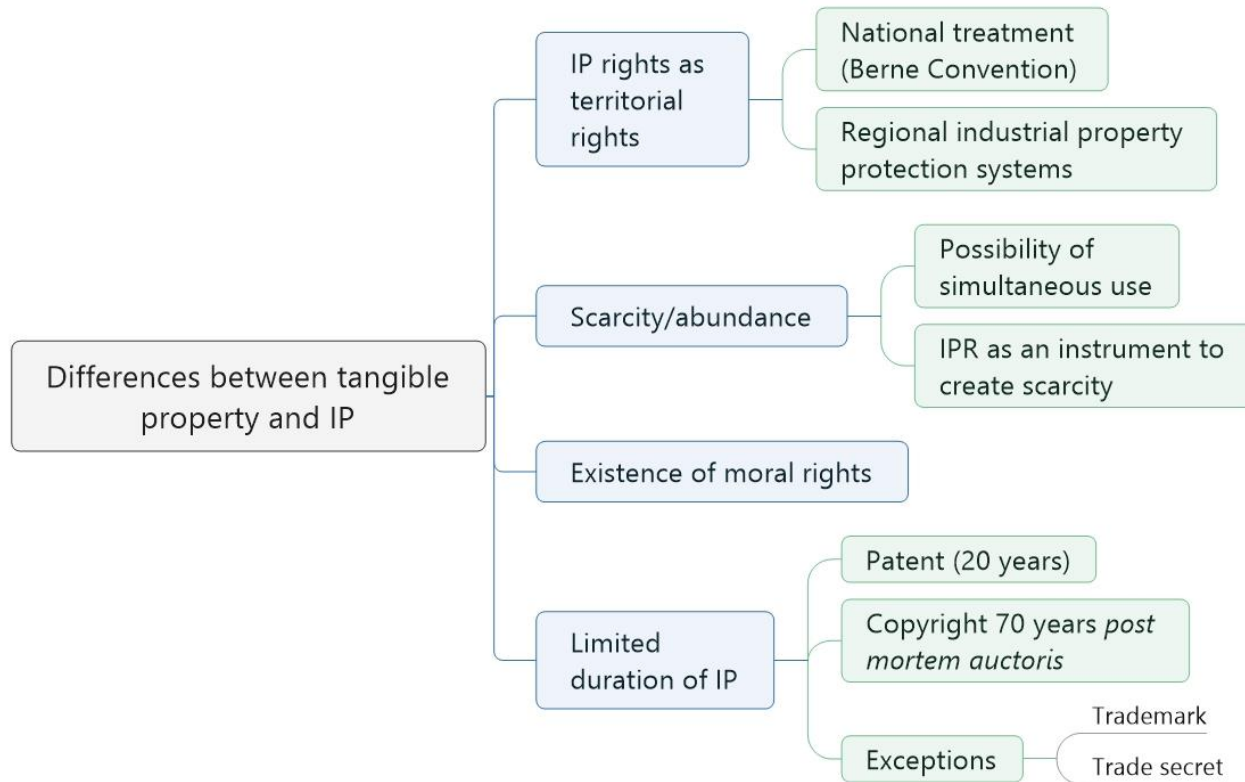 Differences between tangible
property and IP
IP rights as
territorial
rights
National treatment
(Berne Convention)
Regional industrial property
protection systems
Scarcity/abundance
Possibility of
simultaneous use
IPR as an instrument to
create scarcity
Existence of moral rights
Limited
duration of IP
Patent (20 years)
Copyright 70 years post
mortem auctoris
Exceptions
Trademark
Trade secret